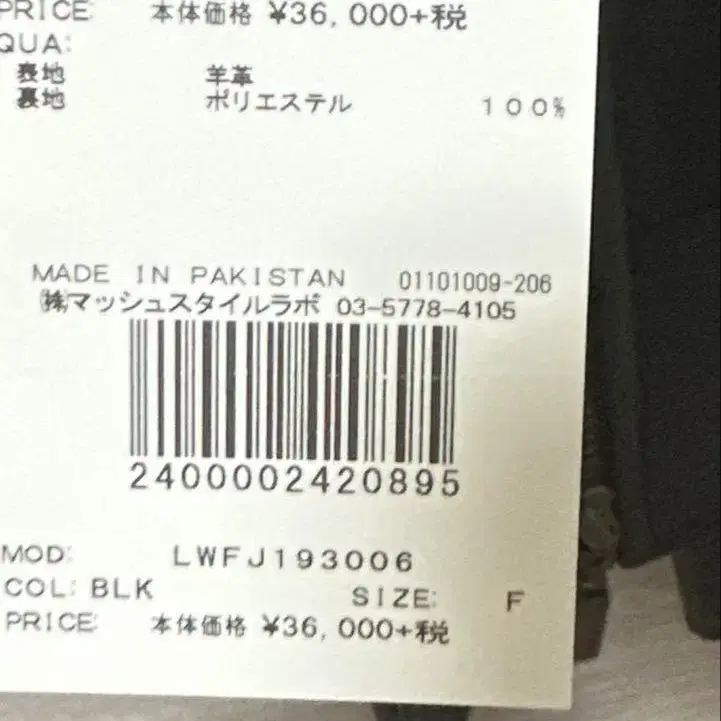 PRICE: 本体価格 ¥36,000+税
QUA:
表地 羊革
裏地 ポリエステル 100%
MADE IN PAKISTAN 01101009-206
㈱マッシュスタイルラボ 03-5778-4105
2400002420895
MOD: LWFJ193006
COL: BLK SIZE: F
PRICE: 本体価格 ¥36,000+税